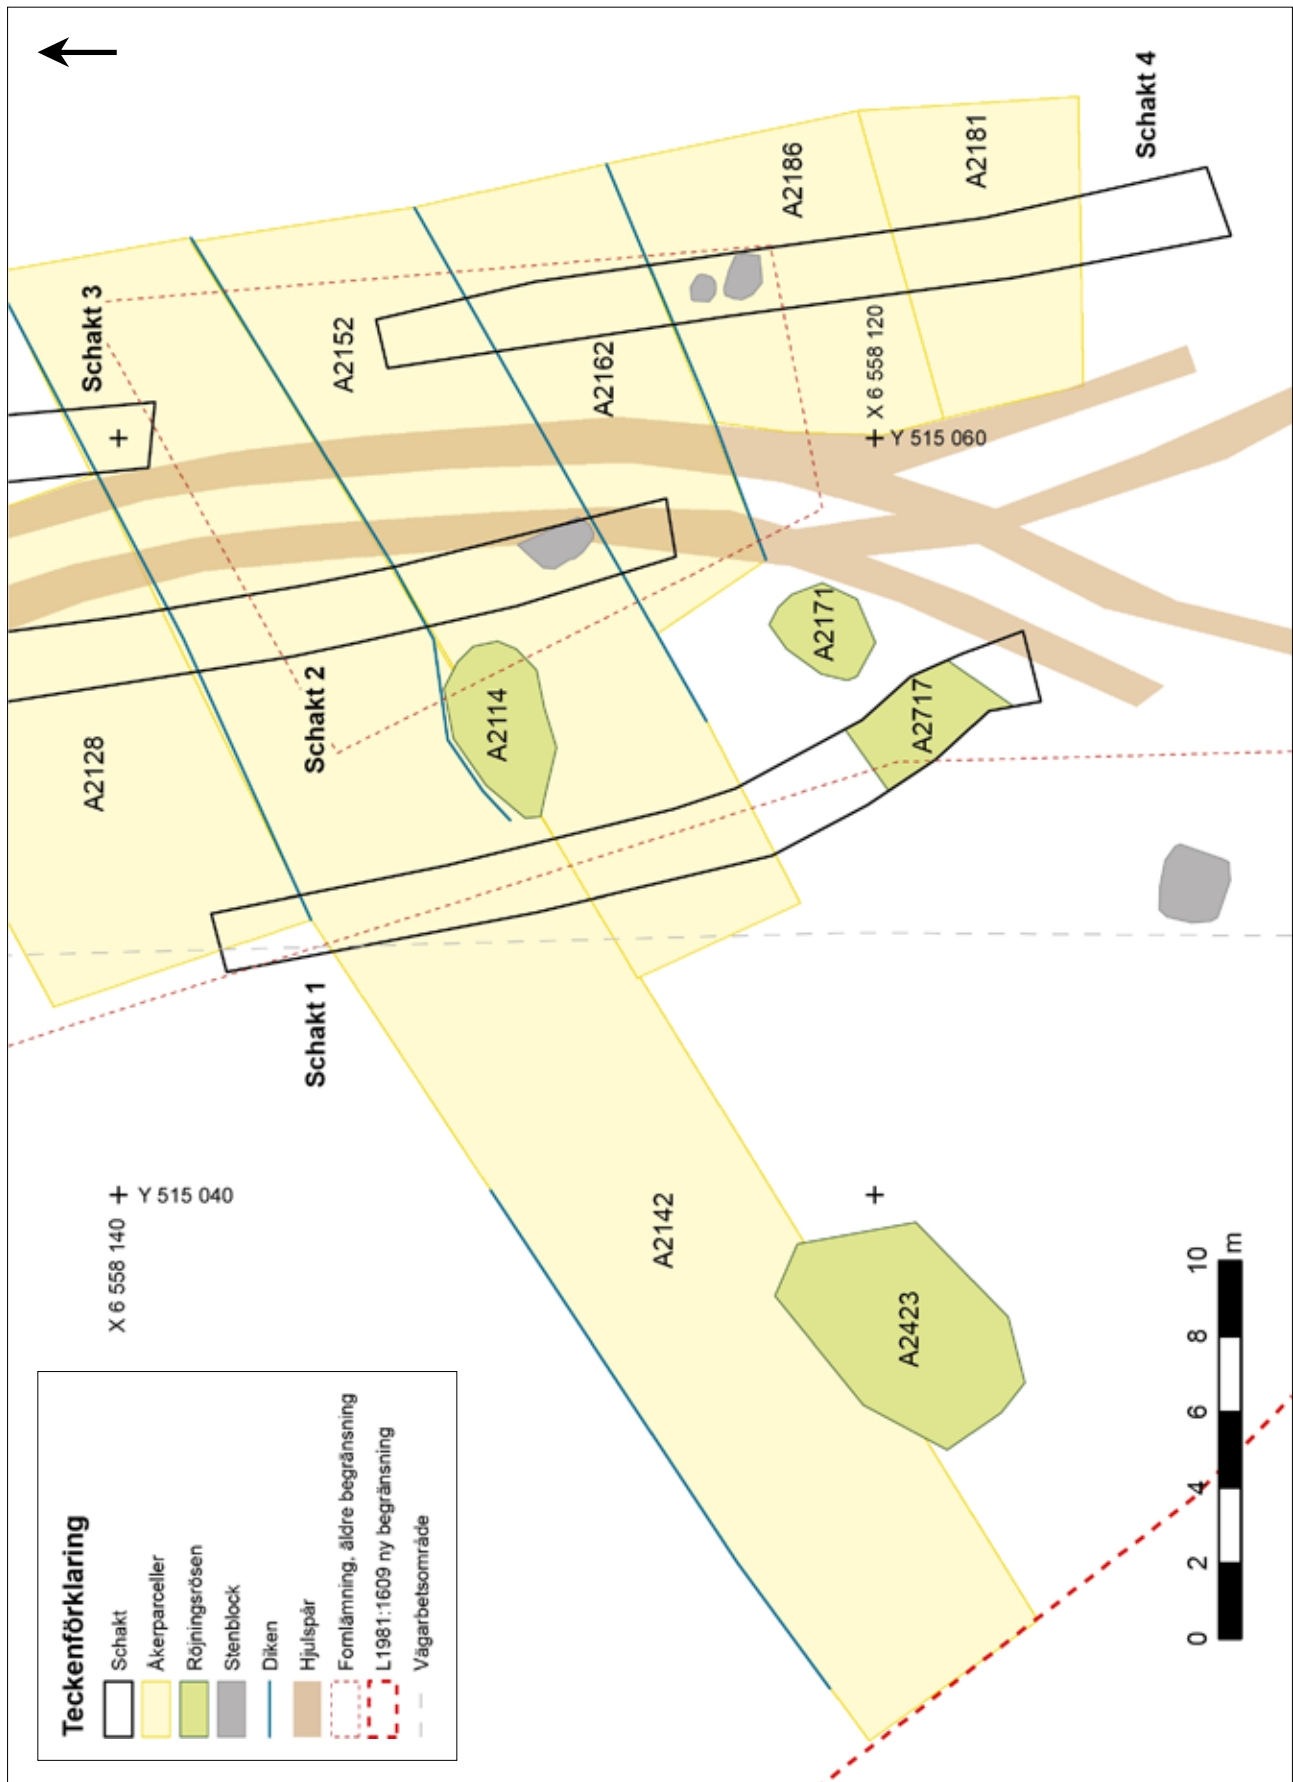 Teckenförklaring
Schakt
Åkerparceller
Röjningsrösen
Stenblock
Diken
Hjulspår
Fornlämning, äldre begränsning
L1981:1609 ny begränsning
Vägarbetsområde
X 6 558 140
Y 515 040
Schakt 1
A2128
Schakt 2
Schakt 3
A2152
A2114
A2162
A2142
A2186
A2171
X 6 558 120
Y 515 060
A2717
A2423
A2181
Schakt 4
0 2 4 6 8 10
m